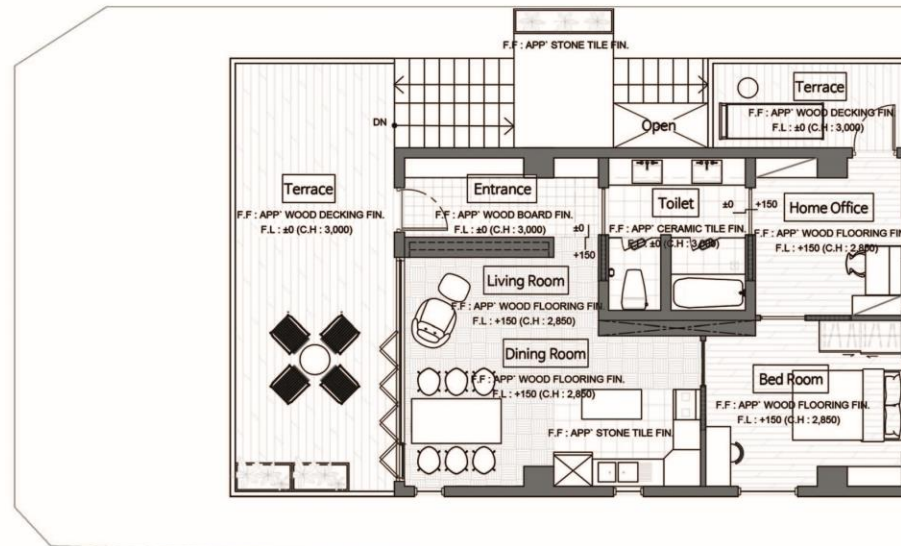 F.F : APP' STONE TILE FIN.
Terrace
F.F : APP' WOOD DECKING FIN.
F.L : ±0 (C.H : 3,000)
DN
Open
Terrace
F.F : APP' WOOD DECKING FIN.
F.L : ±0 (C.H : 3,000)
Entrance
F.F : APP' WOOD BOARD FIN.
F.L : ±0 (C.H : 3,000)
±0
+150
Toilet
F.F : APP' CERAMIC TILE FIN.
F.L : ±0 (C.H : 3,000)
±0
+150
Home Office
F.F : APP' WOOD FLOORING FIN.
F.L : +150 (C.H : 2,850)
Living Room
F.F : APP' WOOD FLOORING FIN.
F.L : +150 (C.H : 2,850)
Dining Room
F.F : APP' WOOD FLOORING FIN.
F.L : +150 (C.H : 2,850)
F.F : APP' STONE TILE FIN.
Bed Room
F.F : APP' WOOD FLOORING FIN.
F.L : +150 (C.H : 2,850)